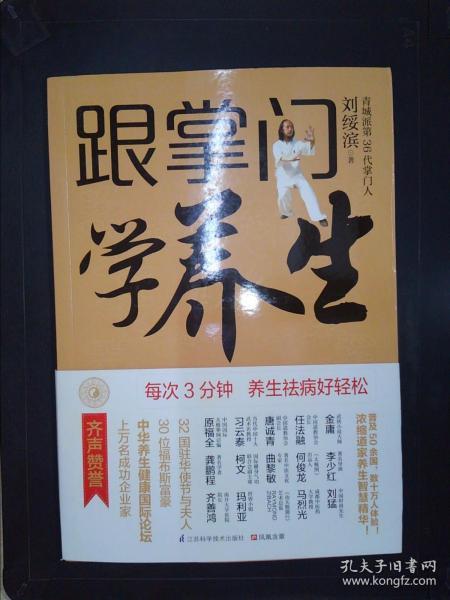 跟掌门
学养生
青城派第36代掌门人
刘绥滨 著
每次3分钟 养生祛病好轻松
普及50余国，数十万人体验！
浓缩道家养生智慧精华！
金庸 李少红 刘猛
任法融 何俊龙 马烈光
唐诚青 曲黎敏
习云泰 柯文 玛利亚
原福全 龚鹏程 齐善鸿
32国驻华使节与夫人
30位福布斯富豪
中华养生健康国际论坛
上万名成功企业家
齐声赞誉
江苏科学技术出版社 凤凰含章
孔夫子旧书网
www.kongfz.com